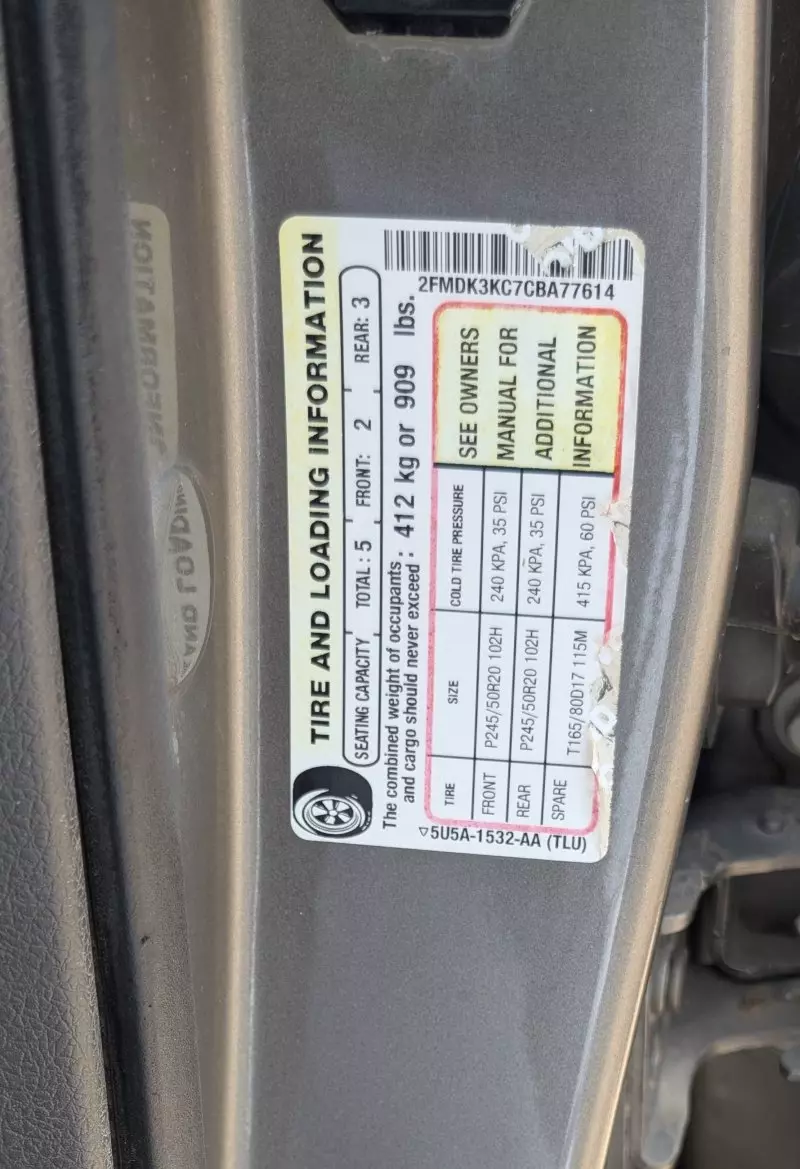 TIRE AND LOADING INFORMATION
SEATING CAPACITY TOTAL : 5 FRONT: 2 REAR: 3
The combined weight of occupants
and cargo should never exceed : 412 kg or 909 lbs.
2FMDK3KC7CBA77614
TIRE SIZE COLD TIRE PRESSURE
FRONT P245/50R20 102H 240 KPA, 35 PSI
REAR P245/50R20 102H 240 KPA, 35 PSI
SPARE T165/80D17 115M 415 KPA, 60 PSI
SEE OWNERS
MANUAL FOR
ADDITIONAL
INFORMATION
▽5U5A-1532-AA (TLU)